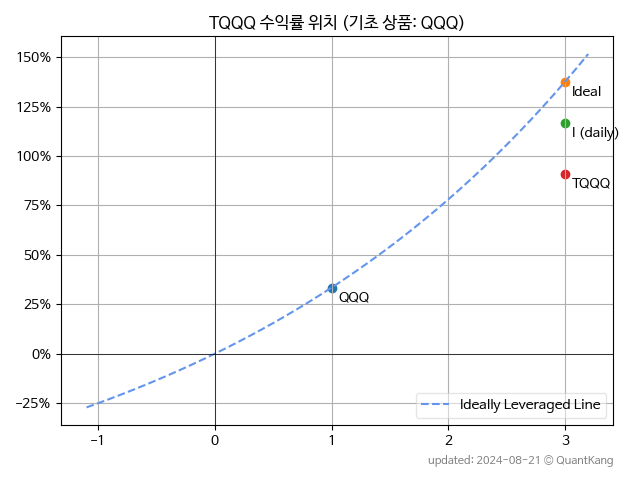 TQQQ 수익률 위치 (기초 상품: QQQ)
150%
125%
100%
75%
50%
25%
0%
−25%
Ideal
I (daily)
TQQQ
QQQ
Ideally Leveraged Line
−1 0 1 2 3
updated: 2024-08-21 © QuantKang